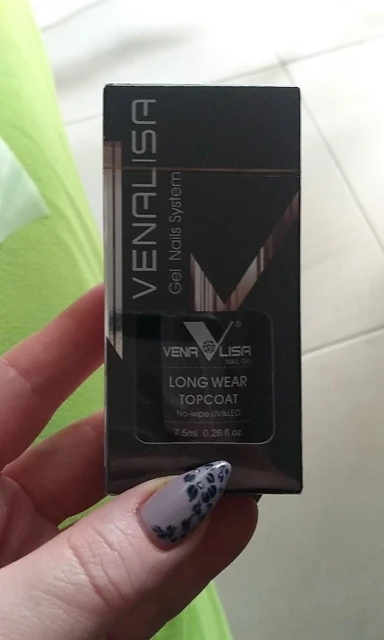 VENALISA
Gel Nails System
V®
VENALISA
NAIL GEL
LONG WEAR
TOPCOAT
No-wipe UV&LED
7.5ml 0.26 fl oz